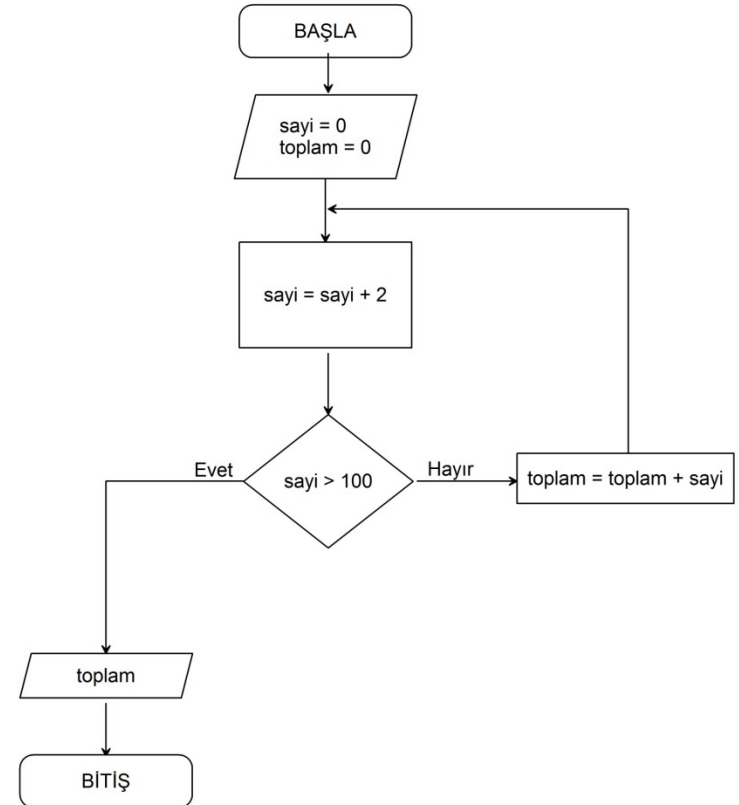 BAŞLA
sayi = 0
toplam = 0
sayi = sayi + 2
Evet
sayi > 100
Hayır
toplam = toplam + sayi
toplam
BİTİŞ